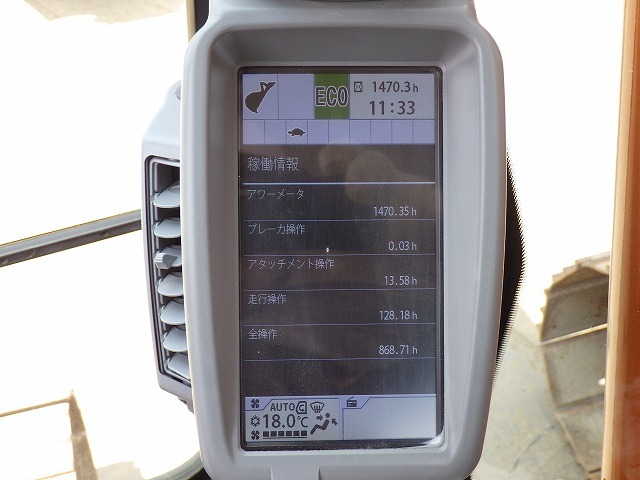 ECO
1470.3 h
11:33
稼働情報
アワーメータ
1470.35 h
ブレーカ操作
0.03 h
アタッチメント操作
13.58 h
走行操作
128.18 h
全操作
868.71 h
AUTO C
18.0℃